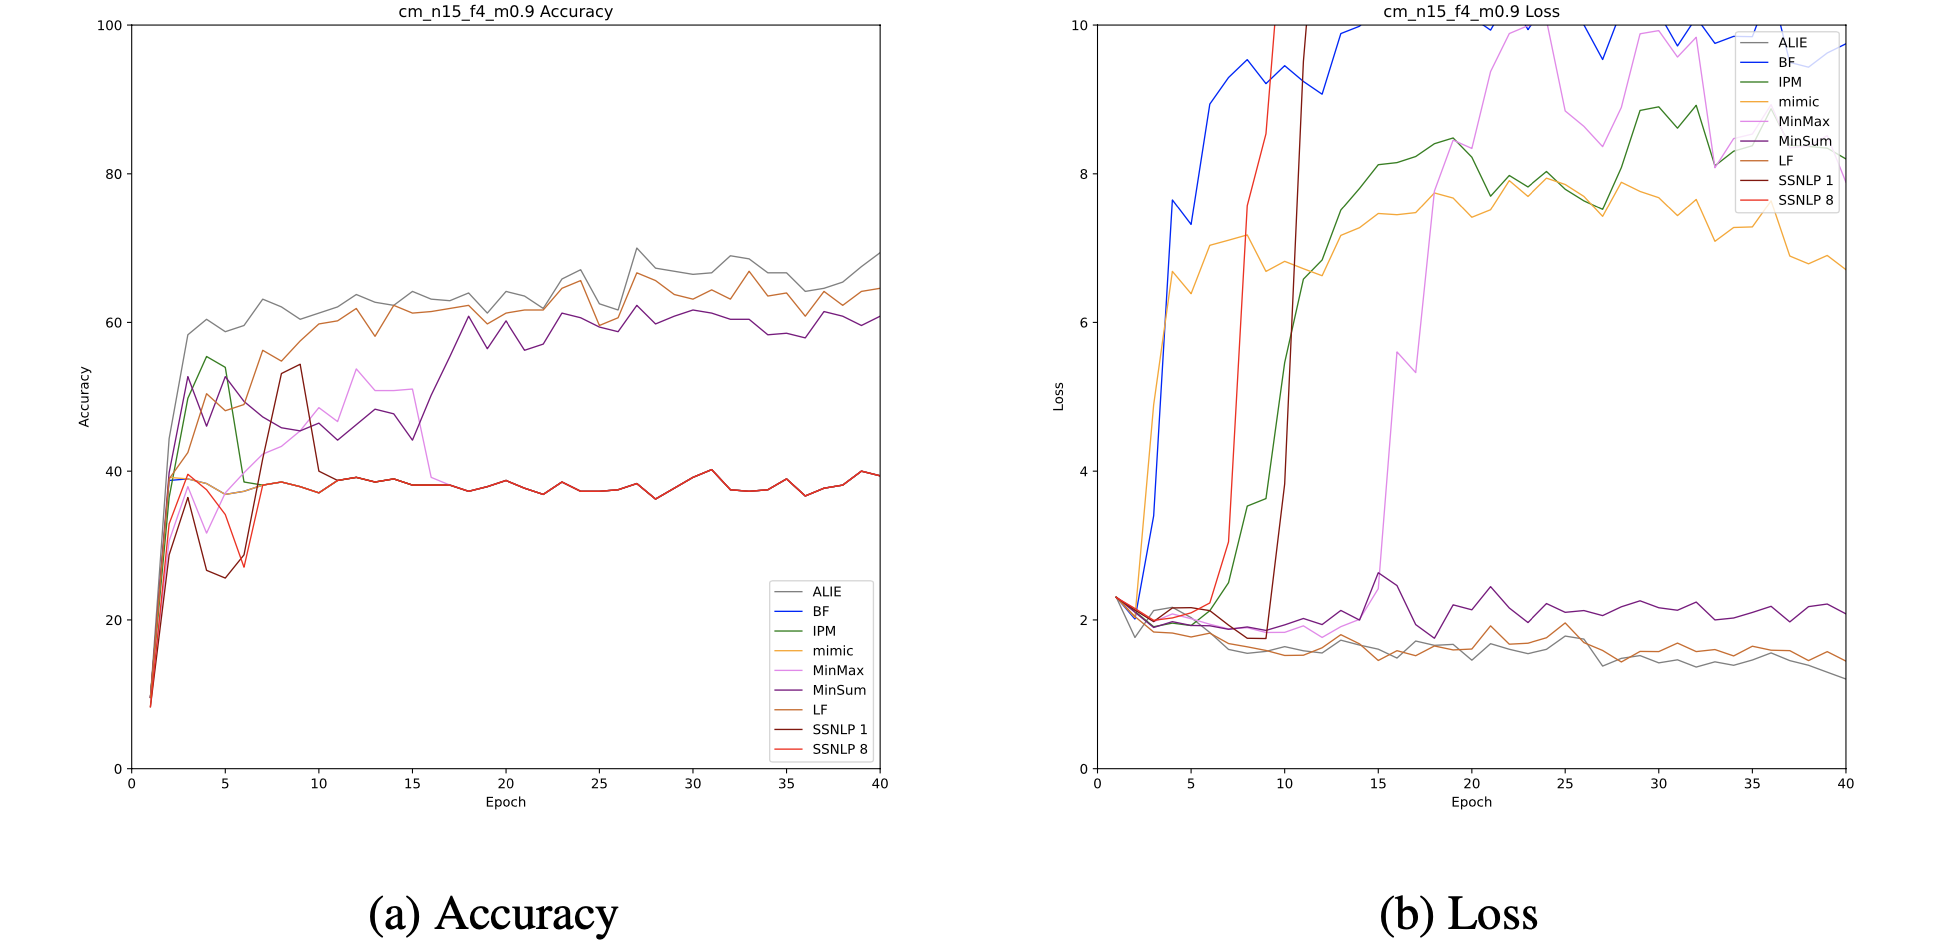 cm_n15_f4_m0.9 Accuracy
100
80
60
40
20
0
Accuracy
0 5 10 15 20 25 30 35 40
Epoch
ALIE
BF
IPM
mimic
MinMax
MinSum
LF
SSNLP 1
SSNLP 8
(a) Accuracy
cm_n15_f4_m0.9 Loss
10
8
6
4
2
0
Loss
0 5 10 15 20 25 30 35 40
Epoch
ALIE
BF
IPM
mimic
MinMax
MinSum
LF
SSNLP 1
SSNLP 8
(b) Loss